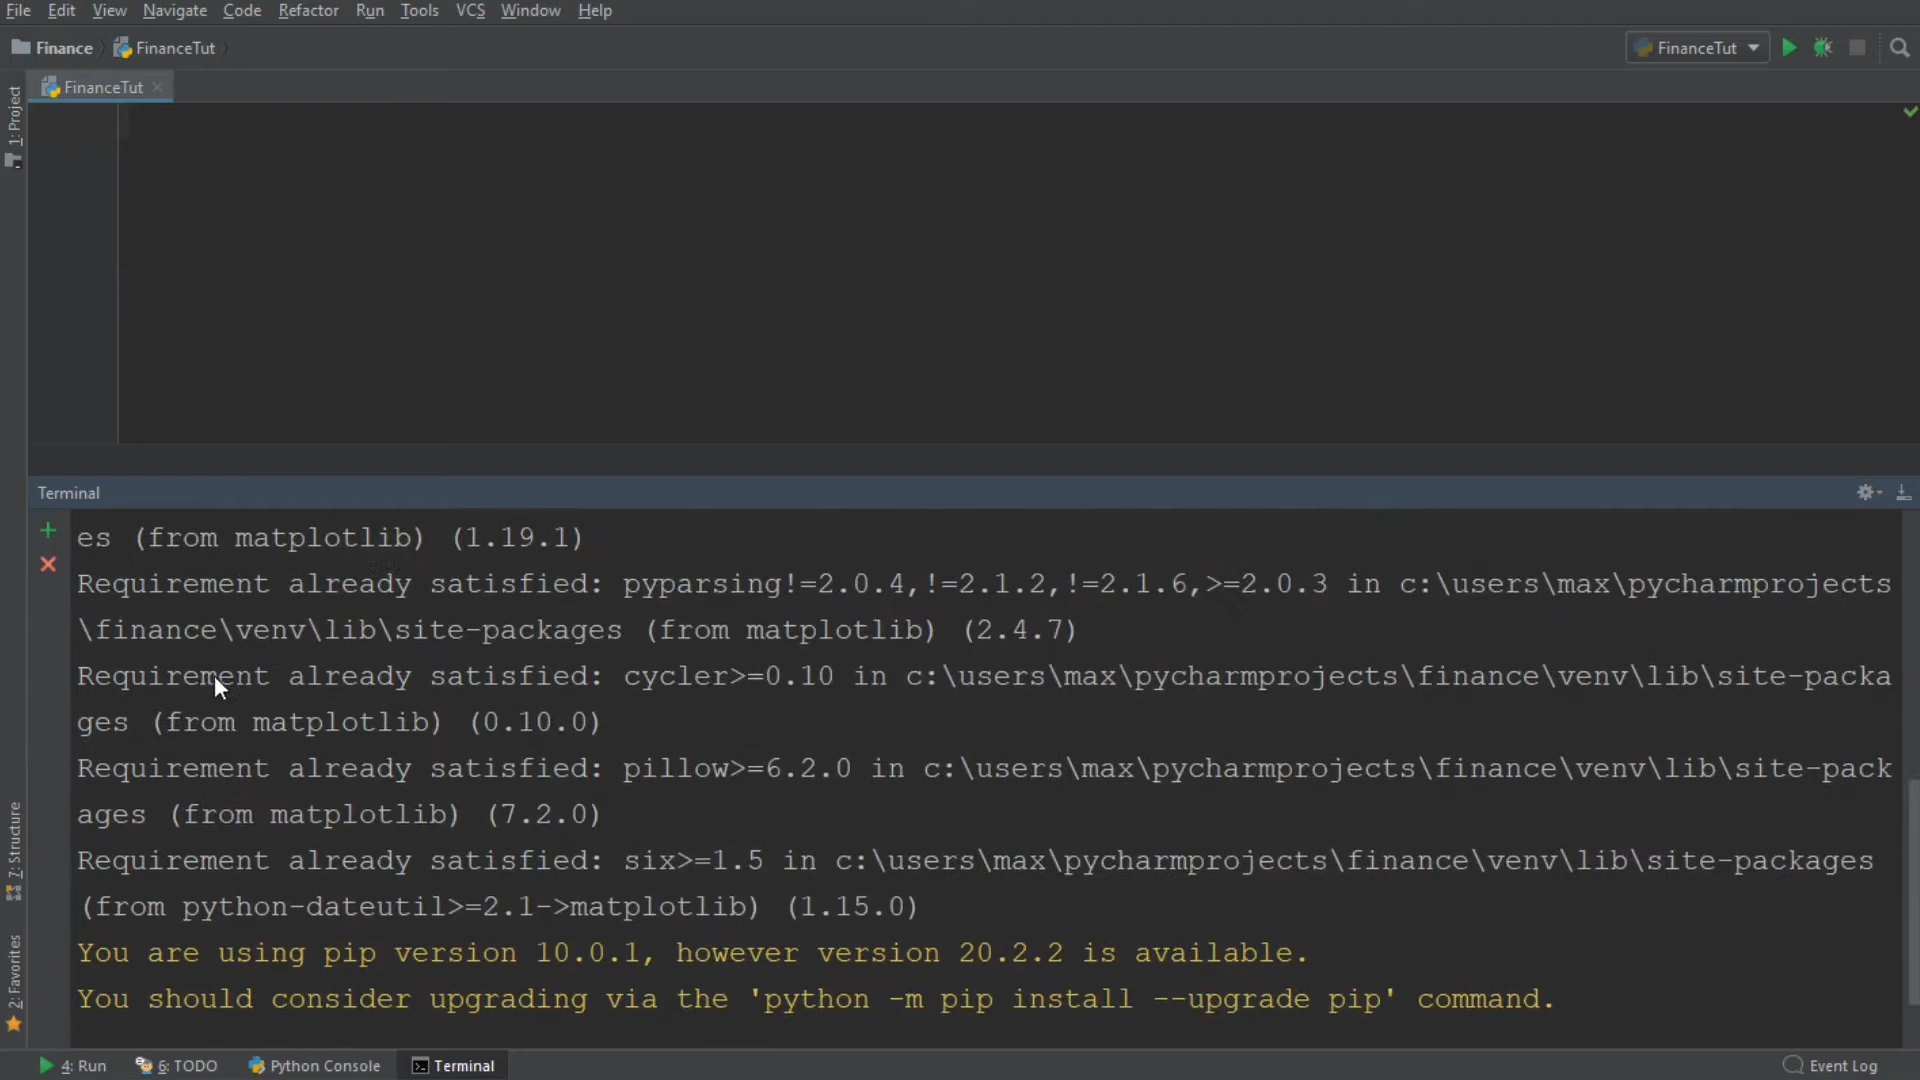 File Edit View Navigate Code Refactor Run Tools VCS Window Help
Finance FinanceTut FinanceTut
FinanceTut
1: Project
Terminal
es (from matplotlib) (1.19.1)
Requirement already satisfied: pyparsing!=2.0.4,!=2.1.2,!=2.1.6,>=2.0.3 in c:\users\max\pycharmprojects
\finance\venv\lib\site-packages (from matplotlib) (2.4.7)
Requirement already satisfied: cycler>=0.10 in c:\users\max\pycharmprojects\finance\venv\lib\site-packa
ges (from matplotlib) (0.10.0)
Requirement already satisfied: pillow>=6.2.0 in c:\users\max\pycharmprojects\finance\venv\lib\site-pack
ages (from matplotlib) (7.2.0)
Requirement already satisfied: six>=1.5 in c:\users\max\pycharmprojects\finance\venv\lib\site-packages
(from python-dateutil>=2.1->matplotlib) (1.15.0)
You are using pip version 10.0.1, however version 20.2.2 is available.
You should consider upgrading via the 'python -m pip install --upgrade pip' command.
7: Structure
2: Favorites
4: Run 6: TODO Python Console Terminal Event Log